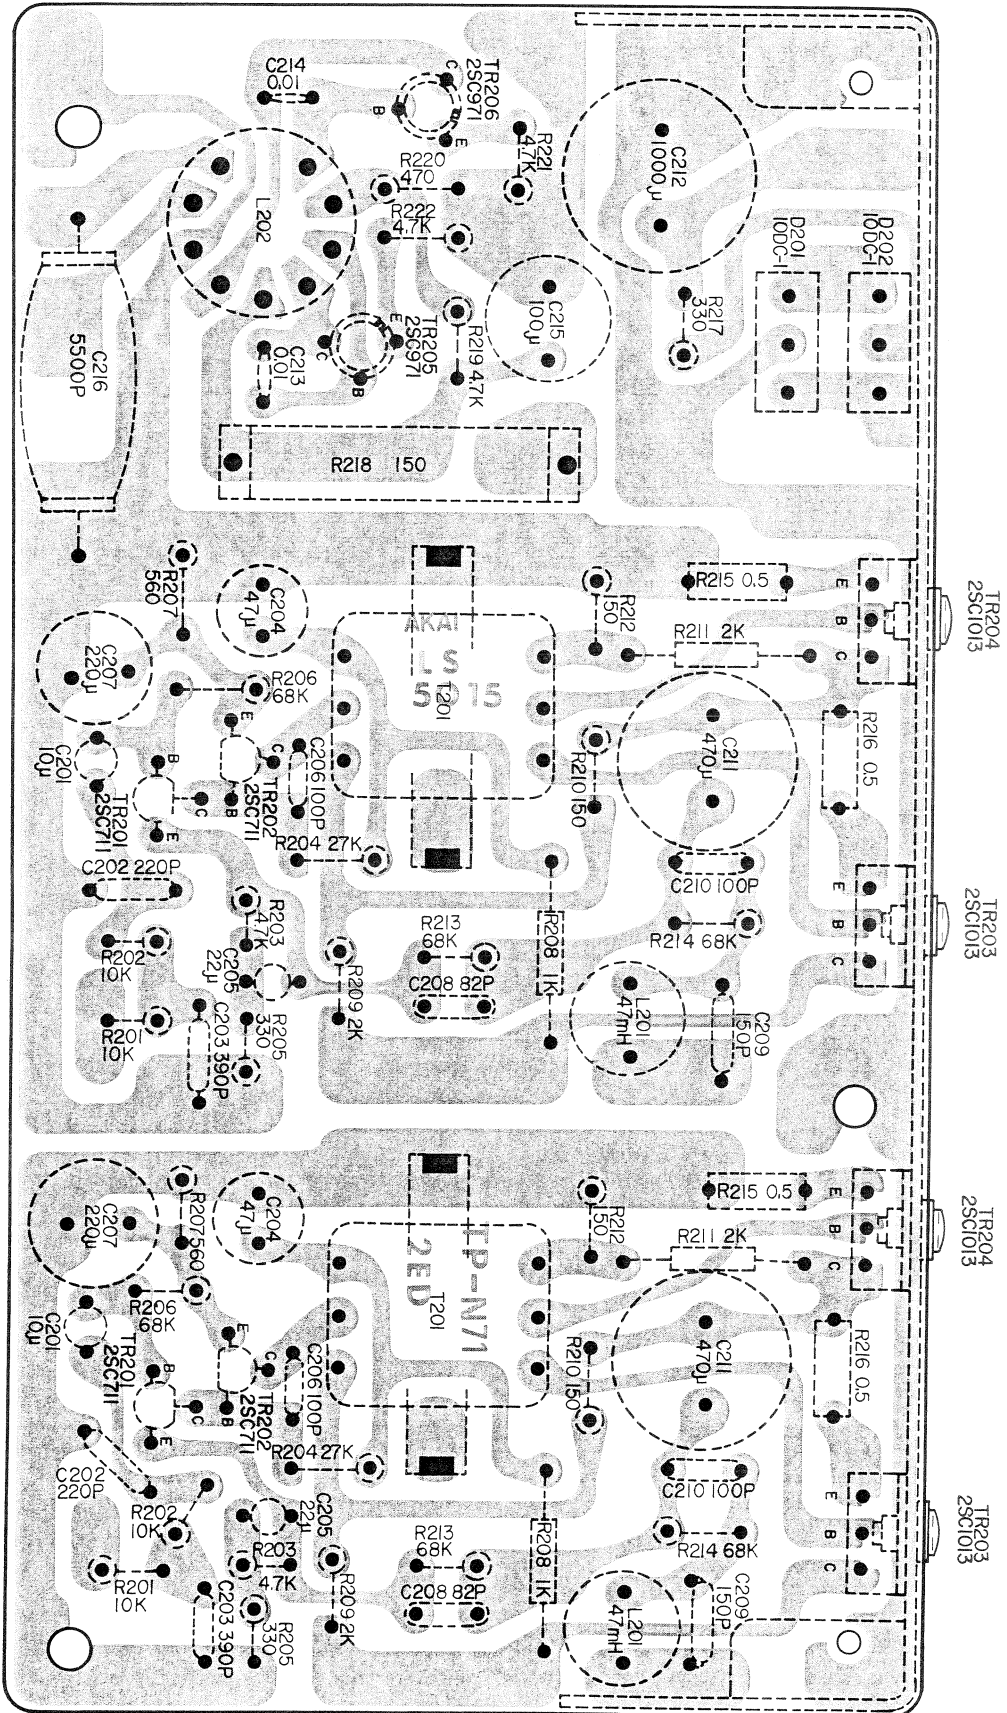 C214
0.01
TR206
2SC971
C
B
E
R221
4.7K
C212
1000µ
R220
470
R222
4.7K
L202
D201
10DC-1
D202
10DC-1
C215
100µ
R217
330
TR205
2SC971
E
C
B
R219 4.7K
C213
0.01
C216
5500P
R218 150
R207
560
C204
47µ
C207
220µ
R206
68K
AKAI
LS
5015
T201
R212
150
R215 0.5
R211 2K
E
B
C
TR204
2SC1013
C211
470µ
R216 0.5
R210 150
C201
10µ
TR201
2SC711
B
C
E
TR202
2SC711
E
C
B
C206 100P
R204 27K
C202 220P
R203
4.7K
R202
10K
C205
22µ
R201
10K
C203 390P
R205
330
R209 2K
R213
68K
C208 82P
R208 1K
C210 100P
R214 68K
L201
47mH
C209
150P
E
B
C
TR203
2SC1013
C207
220µ
R207 560
C204
47µ
R206
68K
TP-N71
2ED
T201
R212
150
R215 0.5
R211 2K
E
B
C
TR204
2SC1013
C211
470µ
R216 0.5
R210 150
C201
10µ
TR201
2SC711
B
C
E
TR202
2SC711
E
C
B
C206 100P
R204 27K
C202
220P
R202
10K
C205
22µ
R203
4.7K
R201
10K
C203 390P
R205
330
R209 2K
R213
68K
C208 82P
R208 1K
C210 100P
R214 68K
L201
47mH
C209
150P
E
B
C
TR203
2SC1013